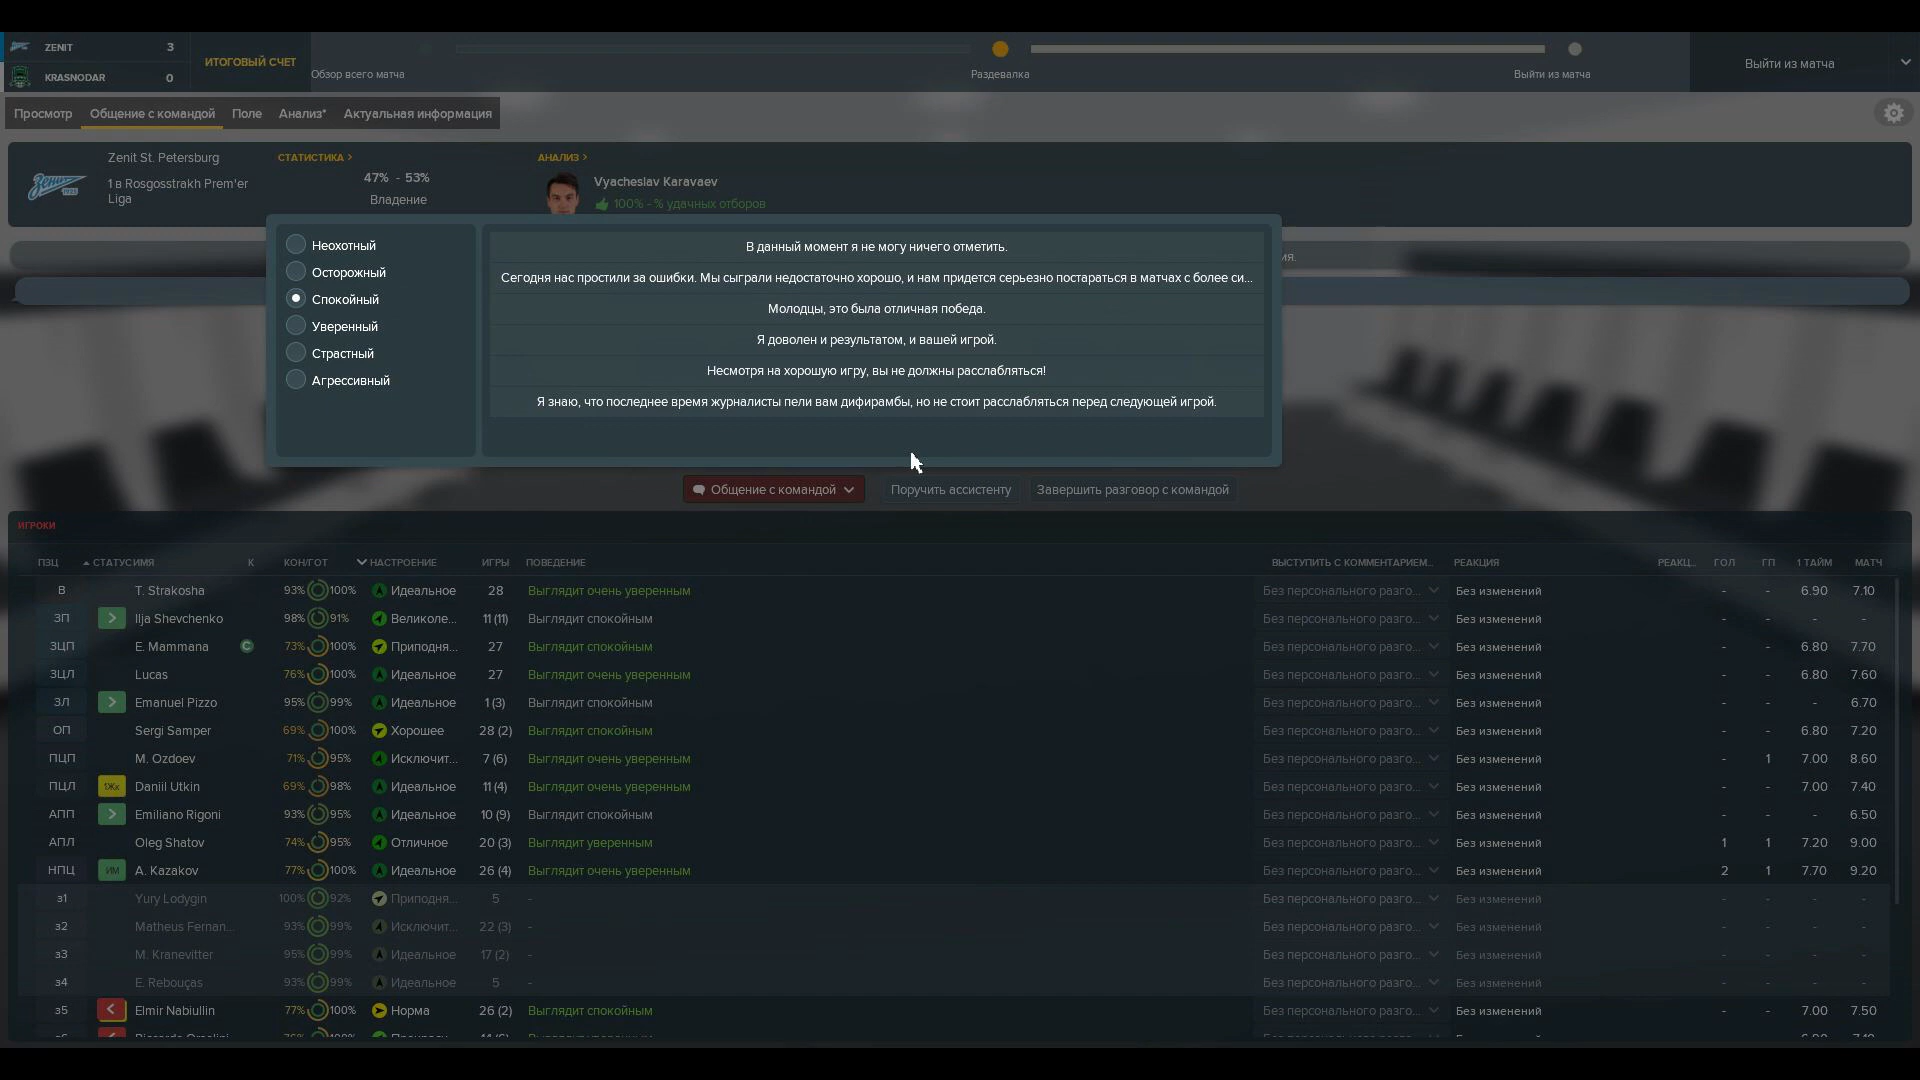 ZENIT 3
KRASNODAR 0
ИТОГОВЫЙ СЧЕТ
Обзор всего матча
Раздевалка
Выйти из матча
Выйти из матча
Просмотр Общение с командой Поле Анализ* Актуальная информация
Zenit St. Petersburg
1 в Rosgosstrakh Prem'er
Liga
СТАТИСТИКА >
47% - 53%
Владение
АНАЛИЗ >
Vyacheslav Karavaev
100% - % удачных отборов
Неохотный
Осторожный
Спокойный
Уверенный
Страстный
Агрессивный
В данный момент я не могу ничего отметить.
Сегодня нас простили за ошибки. Мы сыграли недостаточно хорошо, и нам придется серьезно постараться в матчах с более си...
Молодцы, это была отличная победа.
Я доволен и результатом, и вашей игрой.
Несмотря на хорошую игру, вы не должны расслабляться!
Я знаю, что последнее время журналисты пели вам дифирамбы, но не стоит расслабляться перед следующей игрой.
Общение с командой Поручить ассистенту Завершить разговор с командой
ИГРОКИ
ПЗЦ СТАТУС ИМЯ К КОН/ГОТ НАСТРОЕНИЕ ИГРЫ ПОВЕДЕНИЕ ВЫСТУПИТЬ С КОММЕНТАРИЕМ... РЕАКЦИЯ РЕАКЦ... ГОЛ ГП 1 ТАЙМ МАТЧ
В T. Strakosha 93% 100% Идеальное 28 Выглядит очень уверенным Без персонального разго... Без изменений - - 6.90 7.10
ЗП Ilja Shevchenko 98% 91% Великоле... 11 (11) Выглядит спокойным Без персонального разго... Без изменений - - - -
ЗЦП E. Mammana C 73% 100% Приподня... 27 Выглядит спокойным Без персонального разго... Без изменений - - 6.80 7.70
ЗЦЛ Lucas 76% 100% Идеальное 27 Выглядит очень уверенным Без персонального разго... Без изменений - - 6.80 7.60
ЗЛ Emanuel Pizzo 95% 99% Идеальное 1 (3) Выглядит спокойным Без персонального разго... Без изменений - - - 6.70
ОП Sergi Samper 69% 100% Хорошее 28 (2) Выглядит спокойным Без персонального разго... Без изменений - - 6.80 7.20
ПЦП M. Ozdoev 71% 95% Исключит... 7 (6) Выглядит очень уверенным Без персонального разго... Без изменений - 1 7.00 8.60
ПЦЛ 1Жк Daniil Utkin 69% 98% Идеальное 11 (4) Выглядит очень уверенным Без персонального разго... Без изменений - - 7.00 7.40
АПП Emiliano Rigoni 93% 95% Идеальное 10 (9) Выглядит спокойным Без персонального разго... Без изменений - - - 6.50
АПЛ Oleg Shatov 74% 95% Отличное 20 (3) Выглядит уверенным Без персонального разго... Без изменений 1 1 7.20 9.00
НПЦ ИМ A. Kazakov 77% 100% Идеальное 26 (4) Выглядит очень уверенным Без персонального разго... Без изменений 2 1 7.70 9.20
з1 Yury Lodygin 100% 92% Приподня... 5 - Без персонального разго... Без изменений - - - -
з2 Matheus Fernan... 93% 99% Исключит... 22 (3) - Без персонального разго... Без изменений - - - -
з3 M. Kranevitter 95% 99% Идеальное 17 (2) - Без персонального разго... Без изменений - - - -
з4 E. Rebouças 93% 99% Идеальное 5 - Без персонального разго... Без изменений - - - -
з5 Elmir Nabiullin 77% 100% Норма 26 (2) Выглядит спокойным Без персонального разго... Без изменений - - 7.00 7.50